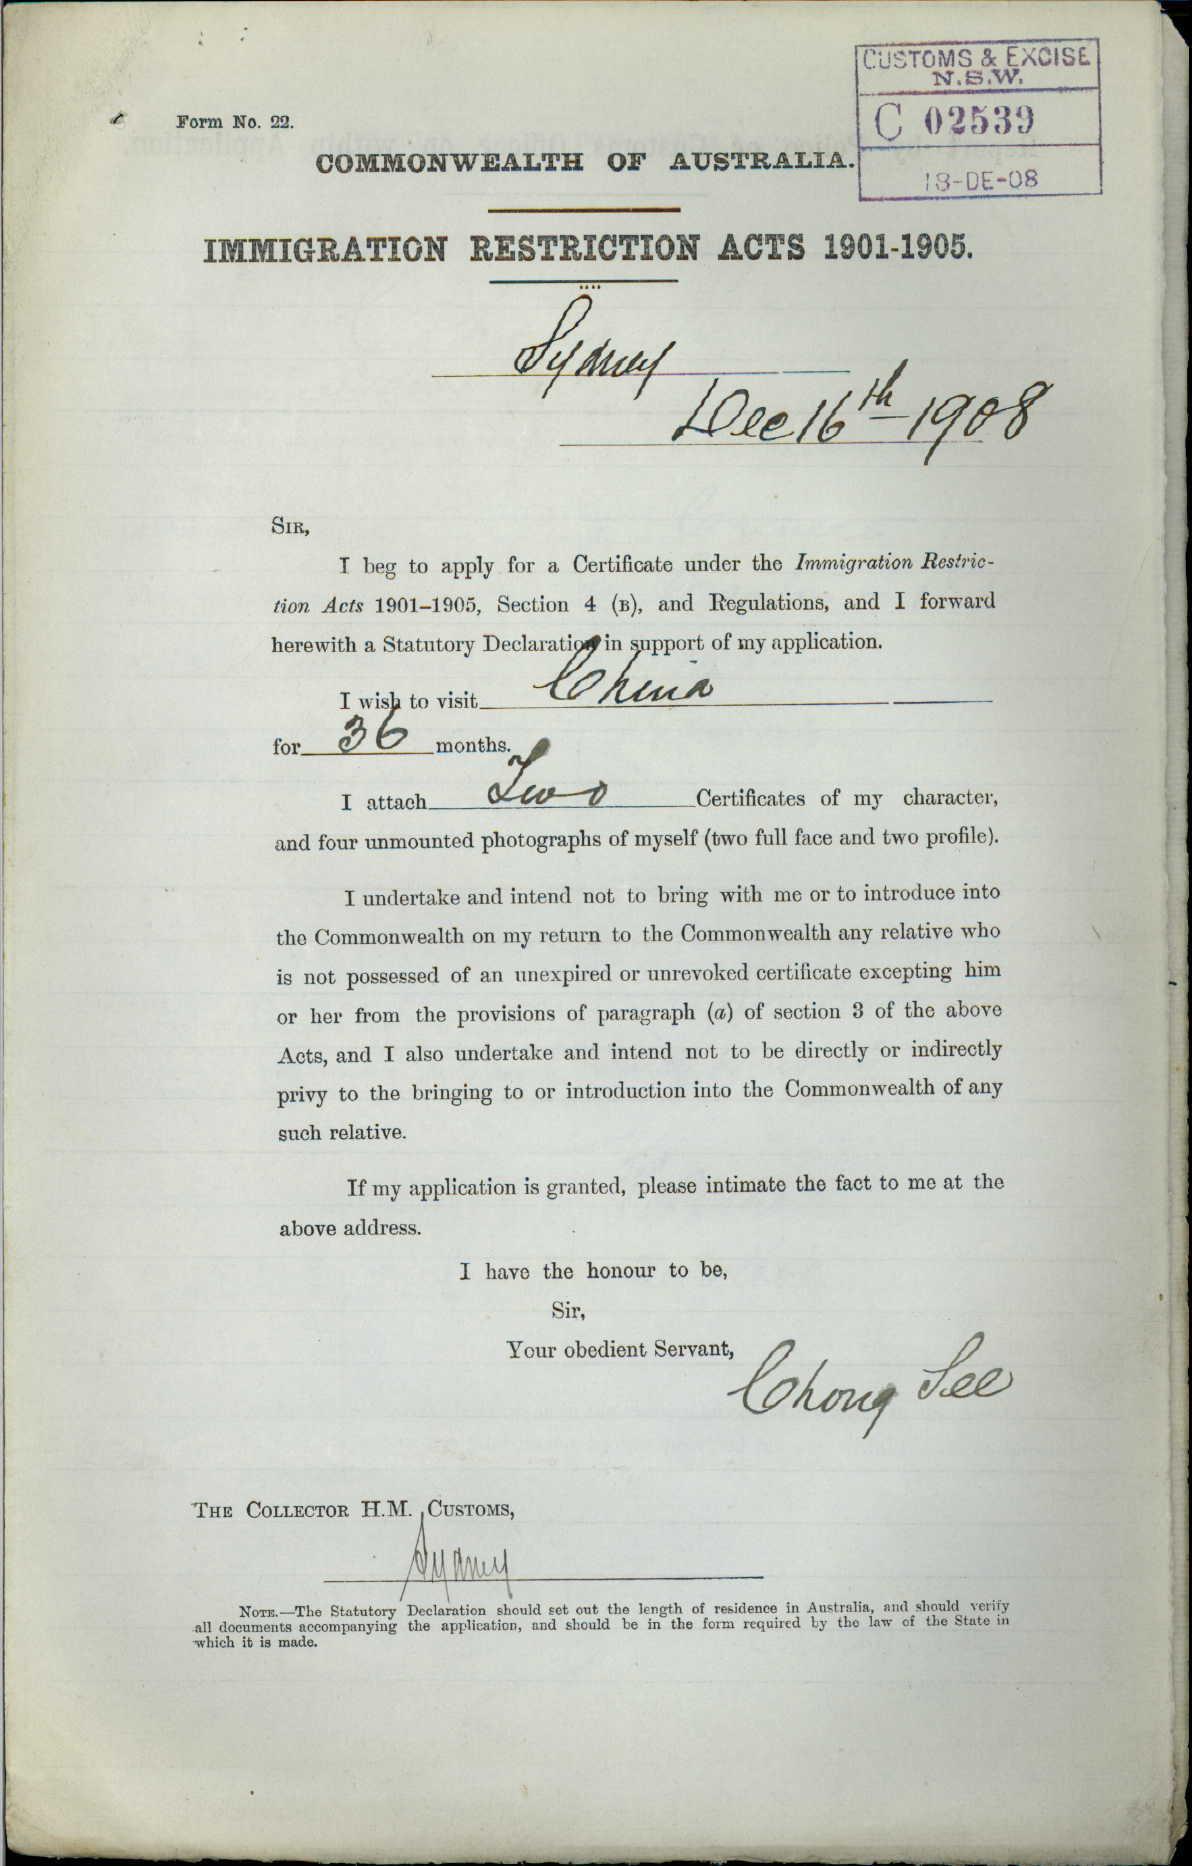 CUSTOMS & EXCISE
N.S.W.
C 02539
18-DE-08
Form No. 22.
COMMONWEALTH OF AUSTRALIA.
IMMIGRATION RESTRICTION ACTS 1901-1905.
Sydney
Dec 16th 1908
SIR,
I beg to apply for a Certificate under the Immigration Restric-
tion Acts 1901–1905, Section 4 (B), and Regulations, and I forward
herewith a Statutory Declaration in support of my application.
I wish to visit China
for 36 months.
I attach Two Certificates of my character,
and four unmounted photographs of myself (two full face and two profile).
I undertake and intend not to bring with me or to introduce into
the Commonwealth on my return to the Commonwealth any relative who
is not possessed of an unexpired or unrevoked certificate excepting him
or her from the provisions of paragraph (a) of section 3 of the above
Acts, and I also undertake and intend not to be directly or indirectly
privy to the bringing to or introduction into the Commonwealth of any
such relative.
If my application is granted, please intimate the fact to me at the
above address.
I have the honour to be,
Sir,
Your obedient Servant,
Chong See
THE COLLECTOR H.M. CUSTOMS,
Sydney
NOTE.—The Statutory Declaration should set out the length of residence in Australia, and should verify
all documents accompanying the application, and should be in the form required by the law of the State in
which it is made.